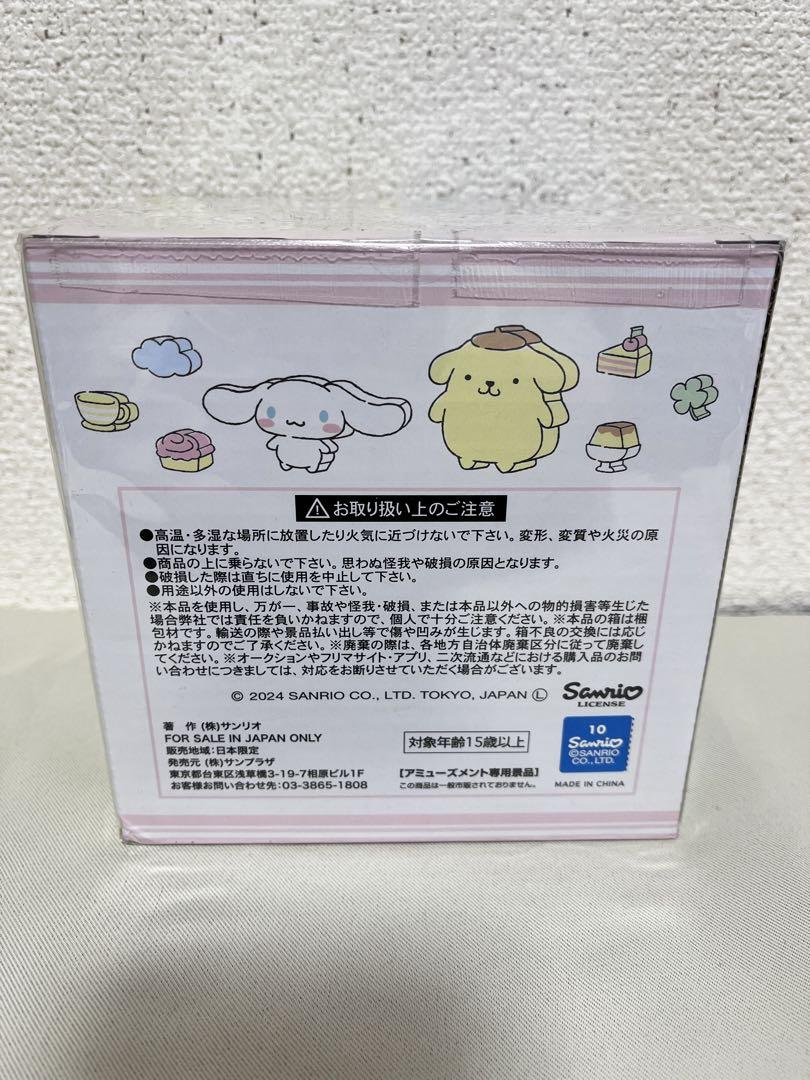 ⚠お取り扱い上のご注意
●高温・多湿な場所に放置したり火気に近づけないで下さい。変形、変質や火災の原
因になります。
●商品の上に乗らないで下さい。思わぬ怪我や破損の原因となります。
●破損した際は直ちに使用を中止して下さい。
●用途以外の使用はしないで下さい。
※本品を使用し、万が一、事故や怪我・破損、または本品以外への物的損害等生じた
場合弊社では責任を負いかねますので、個人で十分ご注意ください。※本品の箱は梱
包材です。輸送の際や景品払い出し等で傷や凹みが生じます。箱不良の交換には応じ
かねますのでご了承ください。※廃棄の際は、各地方自治体廃棄区分に従って廃棄し
てください。※オークションやフリマサイト・アプリ、二次流通などにおける購入品のお問
い合わせにつきましては、対応をお断りさせていただく場合がございます。
© 2024 SANRIO CO., LTD. TOKYO, JAPAN Ⓛ
Sanrio
LICENSE
著 作 (株)サンリオ
FOR SALE IN JAPAN ONLY
販売地域:日本限定
発売元 (株)サンプラザ
東京都台東区浅草橋3-19-7相原ビル1F
お客様お問い合わせ先:03-3865-1808
対象年齢15歳以上
【アミューズメント専用景品】
この商品は一般市販されておりません。
10
Sanrio
©SANRIO
CO., LTD.
MADE IN CHINA